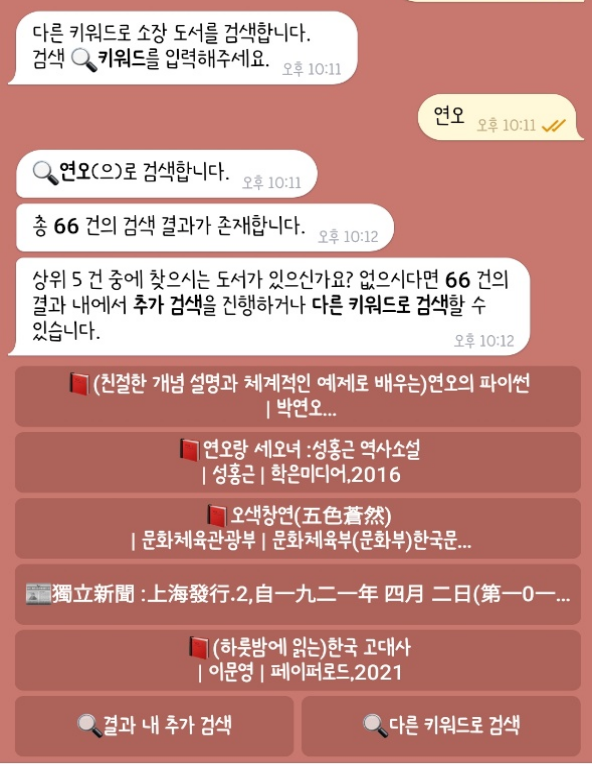 다른 키워드로 소장 도서를 검색합니다.
검색 🔍키워드를 입력해주세요. 오후 10:11
연오 오후 10:11
🔍연오(으)로 검색합니다. 오후 10:11
총 66 건의 검색 결과가 존재합니다. 오후 10:12
상위 5 건 중에 찾으시는 도서가 있으신가요? 없으시다면 66 건의
결과 내에서 추가 검색을 진행하거나 다른 키워드로 검색할 수
있습니다. 오후 10:12
📕(친절한 개념 설명과 체계적인 예제로 배우는)연오의 파이썬
| 박연오...
📕연오랑 세오녀 :성홍근 역사소설
| 성홍근 | 학은미디어,2016
📕오색창연(五色蒼然)
| 문화체육관광부 | 문화체육부(문화부)한국문...
📰獨立新聞 :上海發行.2,自一九二一年 四月 二日(第一0一...
📕(하룻밤에 읽는)한국 고대사
| 이문영 | 페이퍼로드,2021
🔍결과 내 추가 검색
🔍다른 키워드로 검색